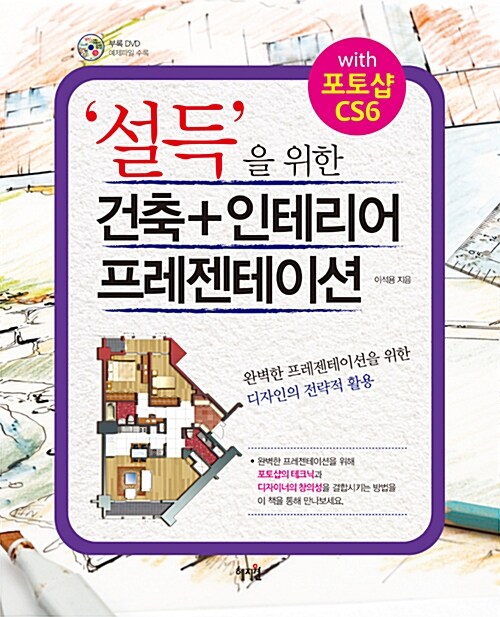 부록 DVD
예제파일 수록
with
포토샵
CS6
‘설득’을 위한
건축+인테리어
프레젠테이션
이석용 지음
완벽한 프레젠테이션을 위한
디자인의 전략적 활용
• 완벽한 프레젠테이션을 위해
포토샵의 테크닉과
디자이너의 창의성을 결합시키는 방법을
이 책을 통해 만나보세요.
혜지원